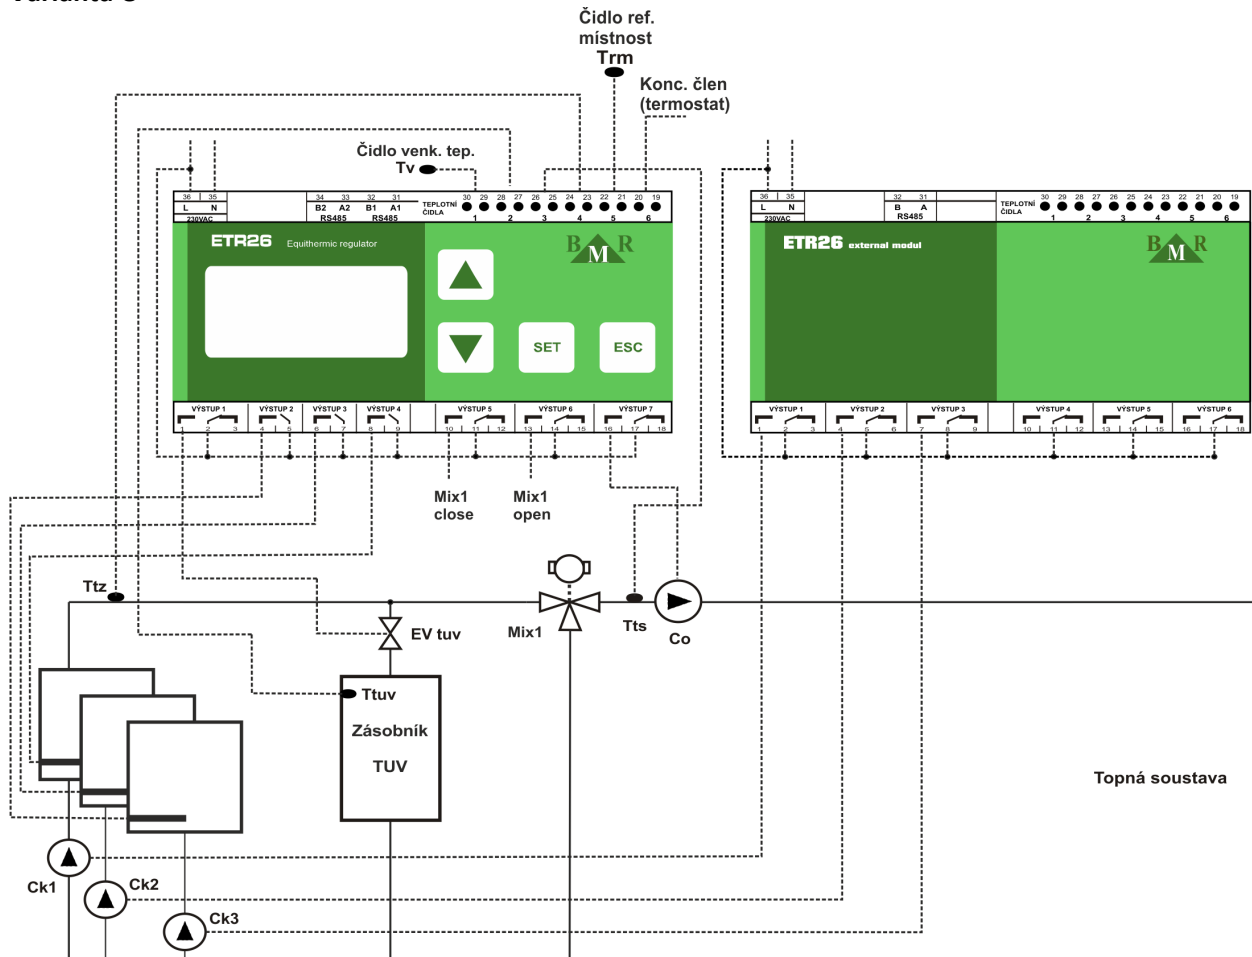 Čidlo ref.
místnost
Trm
Konc. člen
(termostat)
Čidlo venk. tep.
Tv
36 35
L N
230VAC
34 33 32 31
B2 A2 B1 A1
RS485 RS485
TEPLOTNÍ
ČIDLA
30 29 28 27 26 25 24 23 22 21 20 19
1 2 3 4 5 6
ETR26 Equithermic regulator
B M R
SET
ESC
VÝSTUP 1 VÝSTUP 2 VÝSTUP 3 VÝSTUP 4 VÝSTUP 5 VÝSTUP 6 VÝSTUP 7
1 2 3 4 5 6 7 8 9 10 11 12 13 14 15 16 17 18
36 35
L N
230VAC
32 31
B A
RS485
TEPLOTNÍ
ČIDLA
30 29 28 27 26 25 24 23 22 21 20 19
1 2 3 4 5 6
ETR26 external modul
B M R
VÝSTUP 1 VÝSTUP 2 VÝSTUP 3 VÝSTUP 4 VÝSTUP 5 VÝSTUP 6
1 2 3 4 5 6 7 8 9 10 11 12 13 14 15 16 17 18
Mix1
close
Mix1
open
Ttz
EV tuv
Mix1
Tts
Co
Ttuv
Zásobník
TUV
Topná soustava
Ck1
Ck2
Ck3